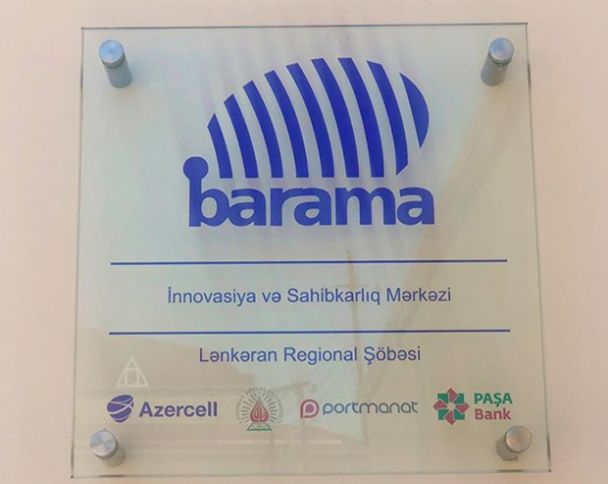 barama
İnnovasiya və Sahibkarlıq Mərkəzi
Lənkəran Regional Şöbəsi
Azercell
portmanat
PAŞA
Bank